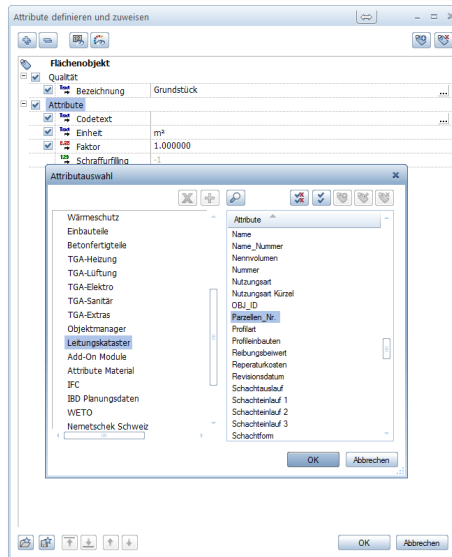 Attribute definieren und zuweisen
Flächenobjekt
Qualität
Bezeichnung Grundstück ...
Attribute
Codetext ...
Einheit m²
Faktor 1.000000
Schraffurfilling -1
Attributauswahl
Wärmeschutz
Einbauteile
Betonfertigteile
TGA-Heizung
TGA-Lüftung
TGA-Elektro
TGA-Sanitär
TGA-Extras
Objektmanager
Leitungskataster
Add-On Module
Attribute Material
IFC
IBD Planungsdaten
WETO
Nemetschek Schweiz
Attribute
Name
Name_Nummer
Nennvolumen
Nummer
Nutzungsart
Nutzungsart Kürzel
OBJ_ID
Parzellen_Nr.
Profilart
Profileinbauten
Reibungsbeiwert
Reperaturkosten
Revisionsdatum
Schachtauslauf
Schachteinlauf 1
Schachteinlauf 2
Schachteinlauf 3
Schachtform
OK Abbrechen
OK Abbrechen